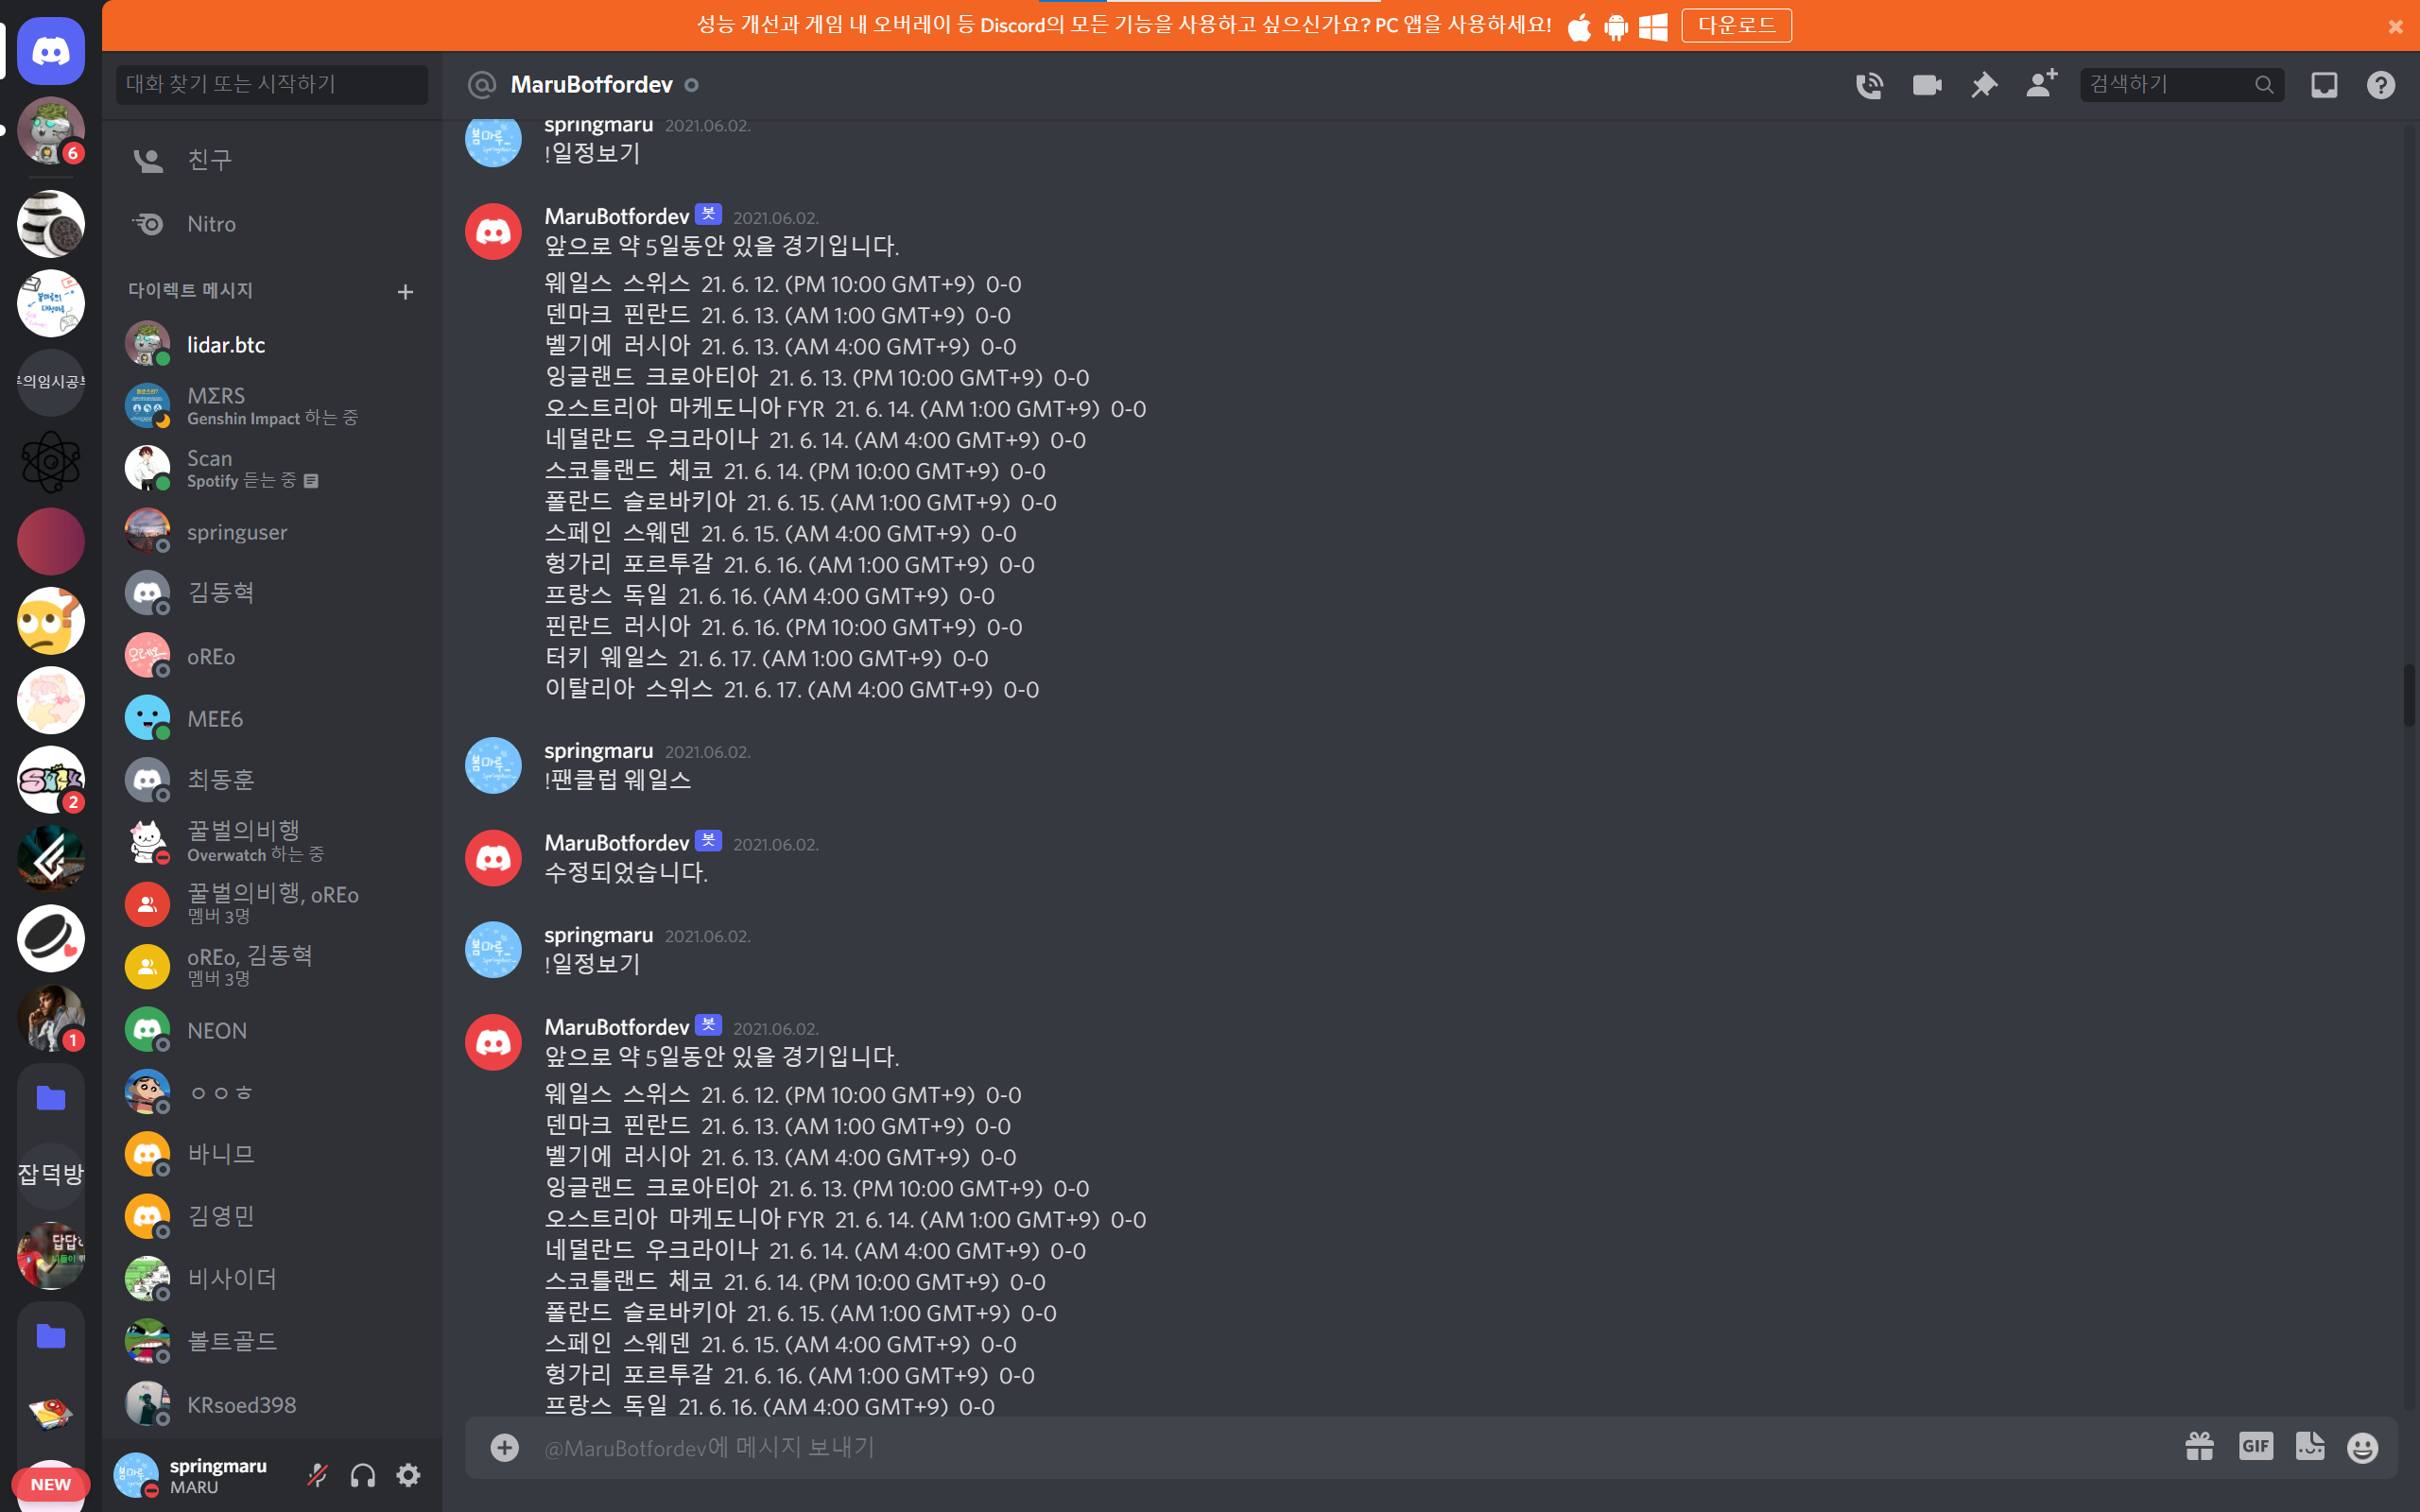 성능 개선과 게임 내 오버레이 등 Discord의 모든 기능을 사용하고 싶으신가요? PC 앱을 사용하세요!
다운로드
대화 찾기 또는 시작하기
친구
Nitro
다이렉트 메시지
lidar.btc
MΣRS
Genshin Impact 하는 중
Scan
Spotify 듣는 중
springuser
김동혁
oREo
MEE6
최동훈
꿀벌의비행
Overwatch 하는 중
꿀벌의비행, oREo
멤버 3명
oREo, 김동혁
멤버 3명
NEON
ㅇㅇㅎ
바니므
김영민
비사이더
볼트골드
KRsoed398
springmaru
MARU
6
2
1
잡덕방
NEW
MaruBotfordev
검색하기
springmaru 2021.06.02.
!일정보기
MaruBotfordev 봇 2021.06.02.
앞으로 약 5일동안 있을 경기입니다.
웨일스 스위스 21. 6. 12. (PM 10:00 GMT+9) 0-0
덴마크 핀란드 21. 6. 13. (AM 1:00 GMT+9) 0-0
벨기에 러시아 21. 6. 13. (AM 4:00 GMT+9) 0-0
잉글랜드 크로아티아 21. 6. 13. (PM 10:00 GMT+9) 0-0
오스트리아 마케도니아 FYR 21. 6. 14. (AM 1:00 GMT+9) 0-0
네덜란드 우크라이나 21. 6. 14. (AM 4:00 GMT+9) 0-0
스코틀랜드 체코 21. 6. 14. (PM 10:00 GMT+9) 0-0
폴란드 슬로바키아 21. 6. 15. (AM 1:00 GMT+9) 0-0
스페인 스웨덴 21. 6. 15. (AM 4:00 GMT+9) 0-0
헝가리 포르투갈 21. 6. 16. (AM 1:00 GMT+9) 0-0
프랑스 독일 21. 6. 16. (AM 4:00 GMT+9) 0-0
핀란드 러시아 21. 6. 16. (PM 10:00 GMT+9) 0-0
터키 웨일스 21. 6. 17. (AM 1:00 GMT+9) 0-0
이탈리아 스위스 21. 6. 17. (AM 4:00 GMT+9) 0-0
springmaru 2021.06.02.
!팬클럽 웨일스
MaruBotfordev 봇 2021.06.02.
수정되었습니다.
springmaru 2021.06.02.
!일정보기
MaruBotfordev 봇 2021.06.02.
앞으로 약 5일동안 있을 경기입니다.
웨일스 스위스 21. 6. 12. (PM 10:00 GMT+9) 0-0
덴마크 핀란드 21. 6. 13. (AM 1:00 GMT+9) 0-0
벨기에 러시아 21. 6. 13. (AM 4:00 GMT+9) 0-0
잉글랜드 크로아티아 21. 6. 13. (PM 10:00 GMT+9) 0-0
오스트리아 마케도니아 FYR 21. 6. 14. (AM 1:00 GMT+9) 0-0
네덜란드 우크라이나 21. 6. 14. (AM 4:00 GMT+9) 0-0
스코틀랜드 체코 21. 6. 14. (PM 10:00 GMT+9) 0-0
폴란드 슬로바키아 21. 6. 15. (AM 1:00 GMT+9) 0-0
스페인 스웨덴 21. 6. 15. (AM 4:00 GMT+9) 0-0
헝가리 포르투갈 21. 6. 16. (AM 1:00 GMT+9) 0-0
프랑스 독일 21. 6. 16. (AM 4:00 GMT+9) 0-0
@MaruBotfordev에 메시지 보내기
GIF